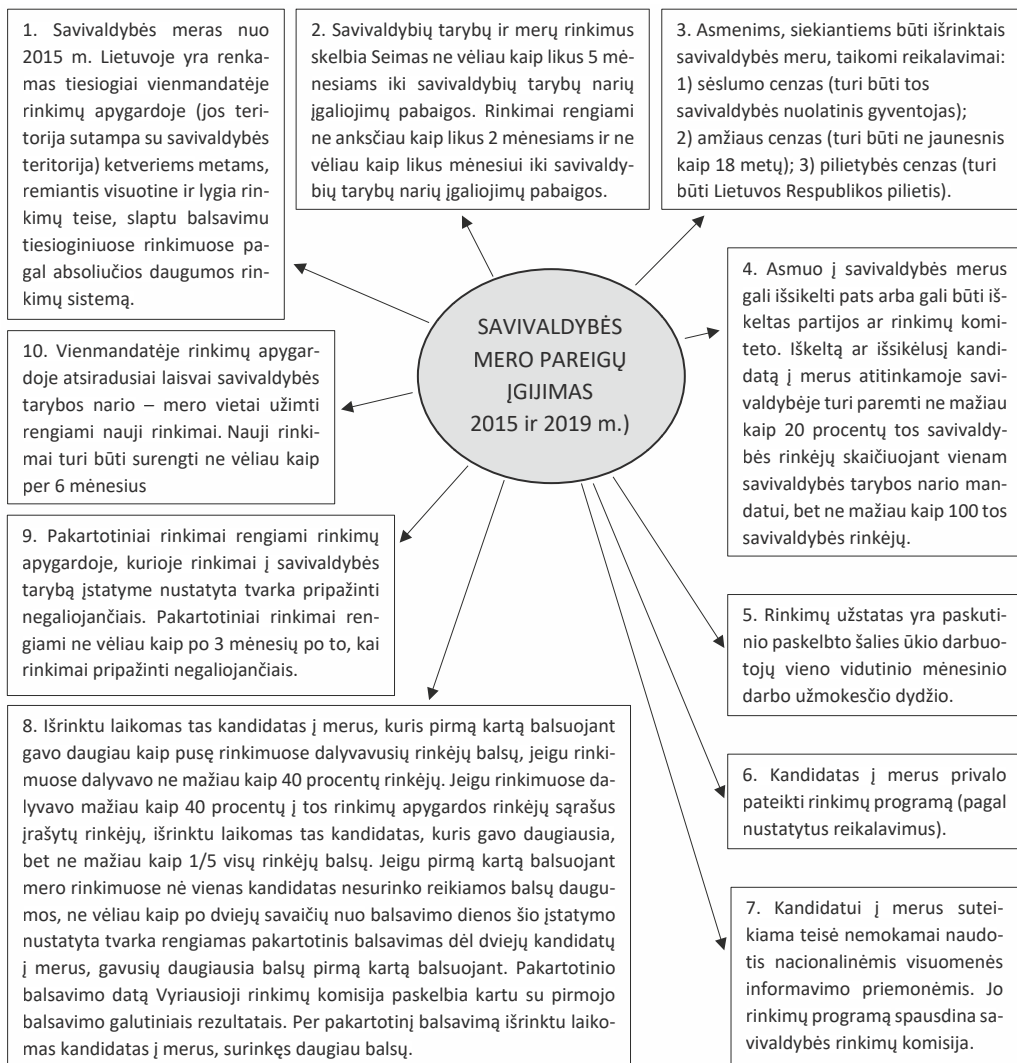 1. Savivaldybės meras nuo
2015 m. Lietuvoje yra renka-
mas tiesiogiai vienmandatėje
rinkimų apygardoje (jos teri-
torija sutampa su savivaldybės
teritorija) ketveriems metams,
remiantis visuotine ir lygia rin-
kimų teise, slaptu balsavimu
tiesioginiuose rinkimuose pa-
gal absoliučios daugumos rin-
kimų sistemą.
2. Savivaldybių tarybų ir merų rinkimus
skelbia Seimas ne vėliau kaip likus 5 mė-
nesiams iki savivaldybių tarybų narių
įgaliojimų pabaigos. Rinkimai rengiami
ne anksčiau kaip likus 2 mėnesiams ir ne
vėliau kaip likus mėnesiui iki savivaldy-
bių tarybų narių įgaliojimų pabaigos.
3. Asmenims, siekiantiems būti išrinktais
savivaldybės meru, taikomi reikalavimai:
1) sėslumo cenzas (turi būti tos
savivaldybės nuolatinis gyventojas);
2) amžiaus cenzas (turi būti ne jaunesnis
kaip 18 metų); 3) pilietybės cenzas (turi
būti Lietuvos Respublikos pilietis).
SAVIVALDYBĖS
MERO PAREIGŲ
ĮGIJIMAS
2015 ir 2019 m.)
4. Asmuo į savivaldybės merus
gali išsikelti pats arba gali būti iš-
keltas partijos ar rinkimų komi-
teto. Iškeltą ar išsikėlusį kandi-
datą į merus atitinkamoje savi-
valdybėje turi paremti ne mažiau
kaip 20 procentų tos savivaldy-
bės rinkėjų skaičiuojant vienam
savivaldybės tarybos nario man-
datui, bet ne mažiau kaip 100 tos
savivaldybės rinkėjų.
5. Rinkimų užstatas yra paskuti-
nio paskelbto šalies ūkio darbuo-
tojų vieno vidutinio mėnesinio
darbo užmokesčio dydžio.
6. Kandidatas į merus privalo
pateikti rinkimų programą (pagal
nustatytus reikalavimus).
7. Kandidatui į merus sutei-
kiama teisė nemokamai naudo-
tis nacionalinėmis visuomenės
informavimo priemonėmis. Jo
rinkimų programą spausdina sa-
vivaldybės rinkimų komisija.
8. Išrinktu laikomas tas kandidatas į merus, kuris pirmą kartą balsuojant
gavo daugiau kaip pusę rinkimuose dalyvavusių rinkėjų balsų, jeigu rinki-
muose dalyvavo ne mažiau kaip 40 procentų rinkėjų. Jeigu rinkimuose da-
lyvavo mažiau kaip 40 procentų į tos rinkimų apygardos rinkėjų sąrašus
įrašytų rinkėjų, išrinktu laikomas tas kandidatas, kuris gavo daugiausia,
bet ne mažiau kaip 1/5 visų rinkėjų balsų. Jeigu pirmą kartą balsuojant
mero rinkimuose nė vienas kandidatas nesurinko reikiamos balsų daugu-
mos, ne vėliau kaip po dviejų savaičių nuo balsavimo dienos šio įstatymo
nustatyta tvarka rengiamas pakartotinis balsavimas dėl dviejų kandidatų
į merus, gavusių daugiausia balsų pirmą kartą balsuojant. Pakartotinio
balsavimo datą Vyriausioji rinkimų komisija paskelbia kartu su pirmojo
balsavimo galutiniais rezultatais. Per pakartotinį balsavimą išrinktu laiko-
mas kandidatas į merus, surinkęs daugiau balsų.
9. Pakartotiniai rinkimai rengiami rinkimų
apygardoje, kurioje rinkimai į savivaldybės
tarybą įstatyme nustatyta tvarka pripažinti
negaliojančiais. Pakartotiniai rinkimai ren-
giami ne vėliau kaip po 3 mėnesių po to, kai
rinkimai pripažinti negaliojančiais.
10. Vienmandatėje rinkimų apygar-
doje atsiradusiai laisvai savivaldybės
tarybos nario – mero vietai užimti
rengiami nauji rinkimai. Nauji rinki-
mai turi būti surengti ne vėliau kaip
per 6 mėnesius